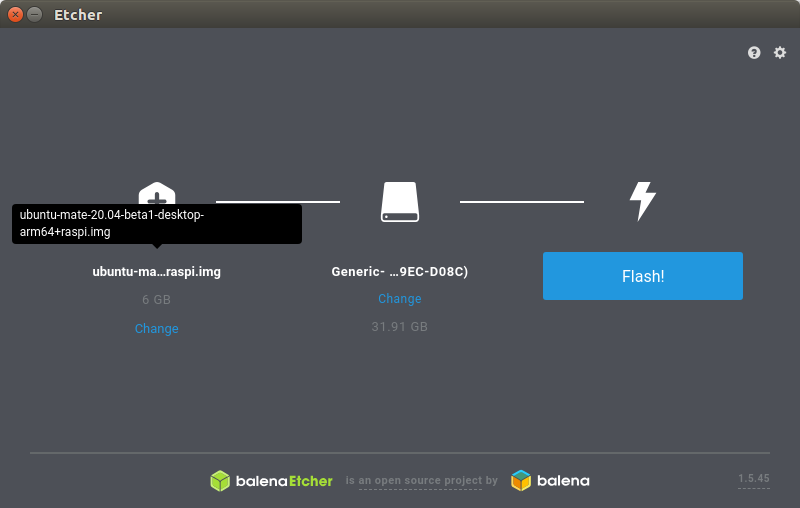 Etcher
ubuntu-mate-20.04-beta1-desktop-
arm64+raspi.img
ubuntu-ma...raspi.img
Generic- ...9EC-D08C)
Flash!
6 GB
Change
Change
31.91 GB
balenaEtcher is an open source project by balena
1.5.45